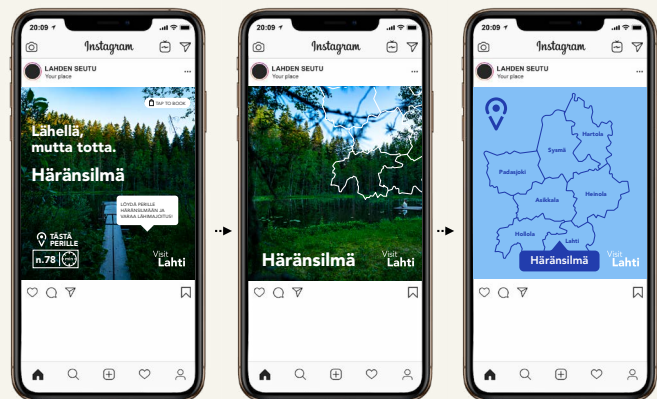 20:09
Instagram
LAHDEN SEUTU
Your place
TAP TO BOOK
Lähellä,
mutta totta.
Häränsilmä
LÖYDÄ PERILLE
HÄRÄNSILMÄÄN JA
VARAA LÄHIMAJOITUS!
TÄSTÄ
PERILLE
n.78
Visit
Lahti
20:09
Instagram
LAHDEN SEUTU
Your place
Häränsilmä
Visit
Lahti
20:09
Instagram
LAHDEN SEUTU
Your place
Hartola
Sysmä
Padasjoki
Heinola
Asikkala
Hollola
Lahti
Häränsilmä
Visit
Lahti